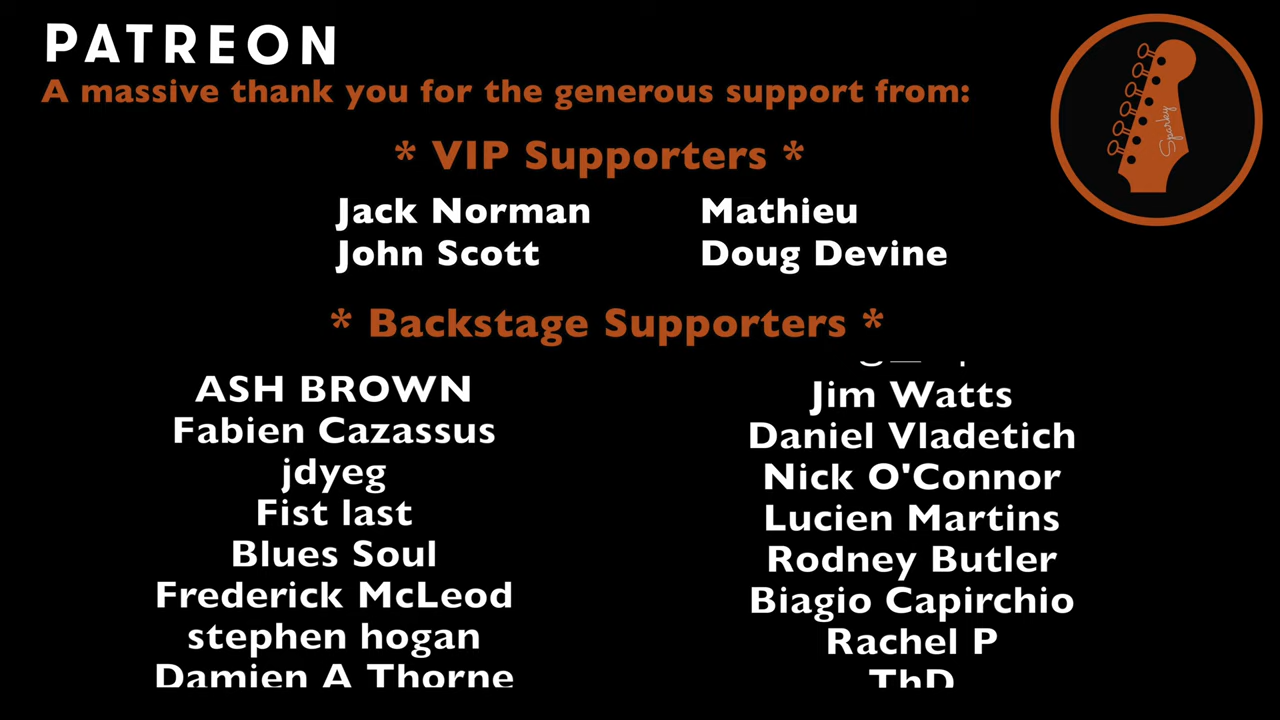 PATREON
A massive thank you for the generous support from:
Sparky
* VIP Supporters *
Jack Norman
John Scott
Mathieu
Doug Devine
* Backstage Supporters *
ASH BROWN
Fabien Cazassus
jdyeg
Fist last
Blues Soul
Frederick McLeod
stephen hogan
Damien A Thorne
Jim Watts
Daniel Vladetich
Nick O'Connor
Lucien Martins
Rodney Butler
Biagio Capirchio
Rachel P
ThD